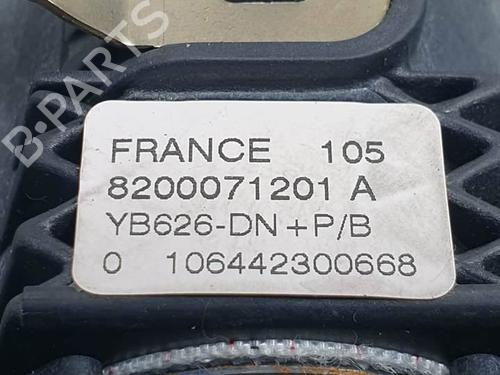 B-PARTS
FRANCE 105
8200071201 A
YB626-DN+P/B
0 106442300668